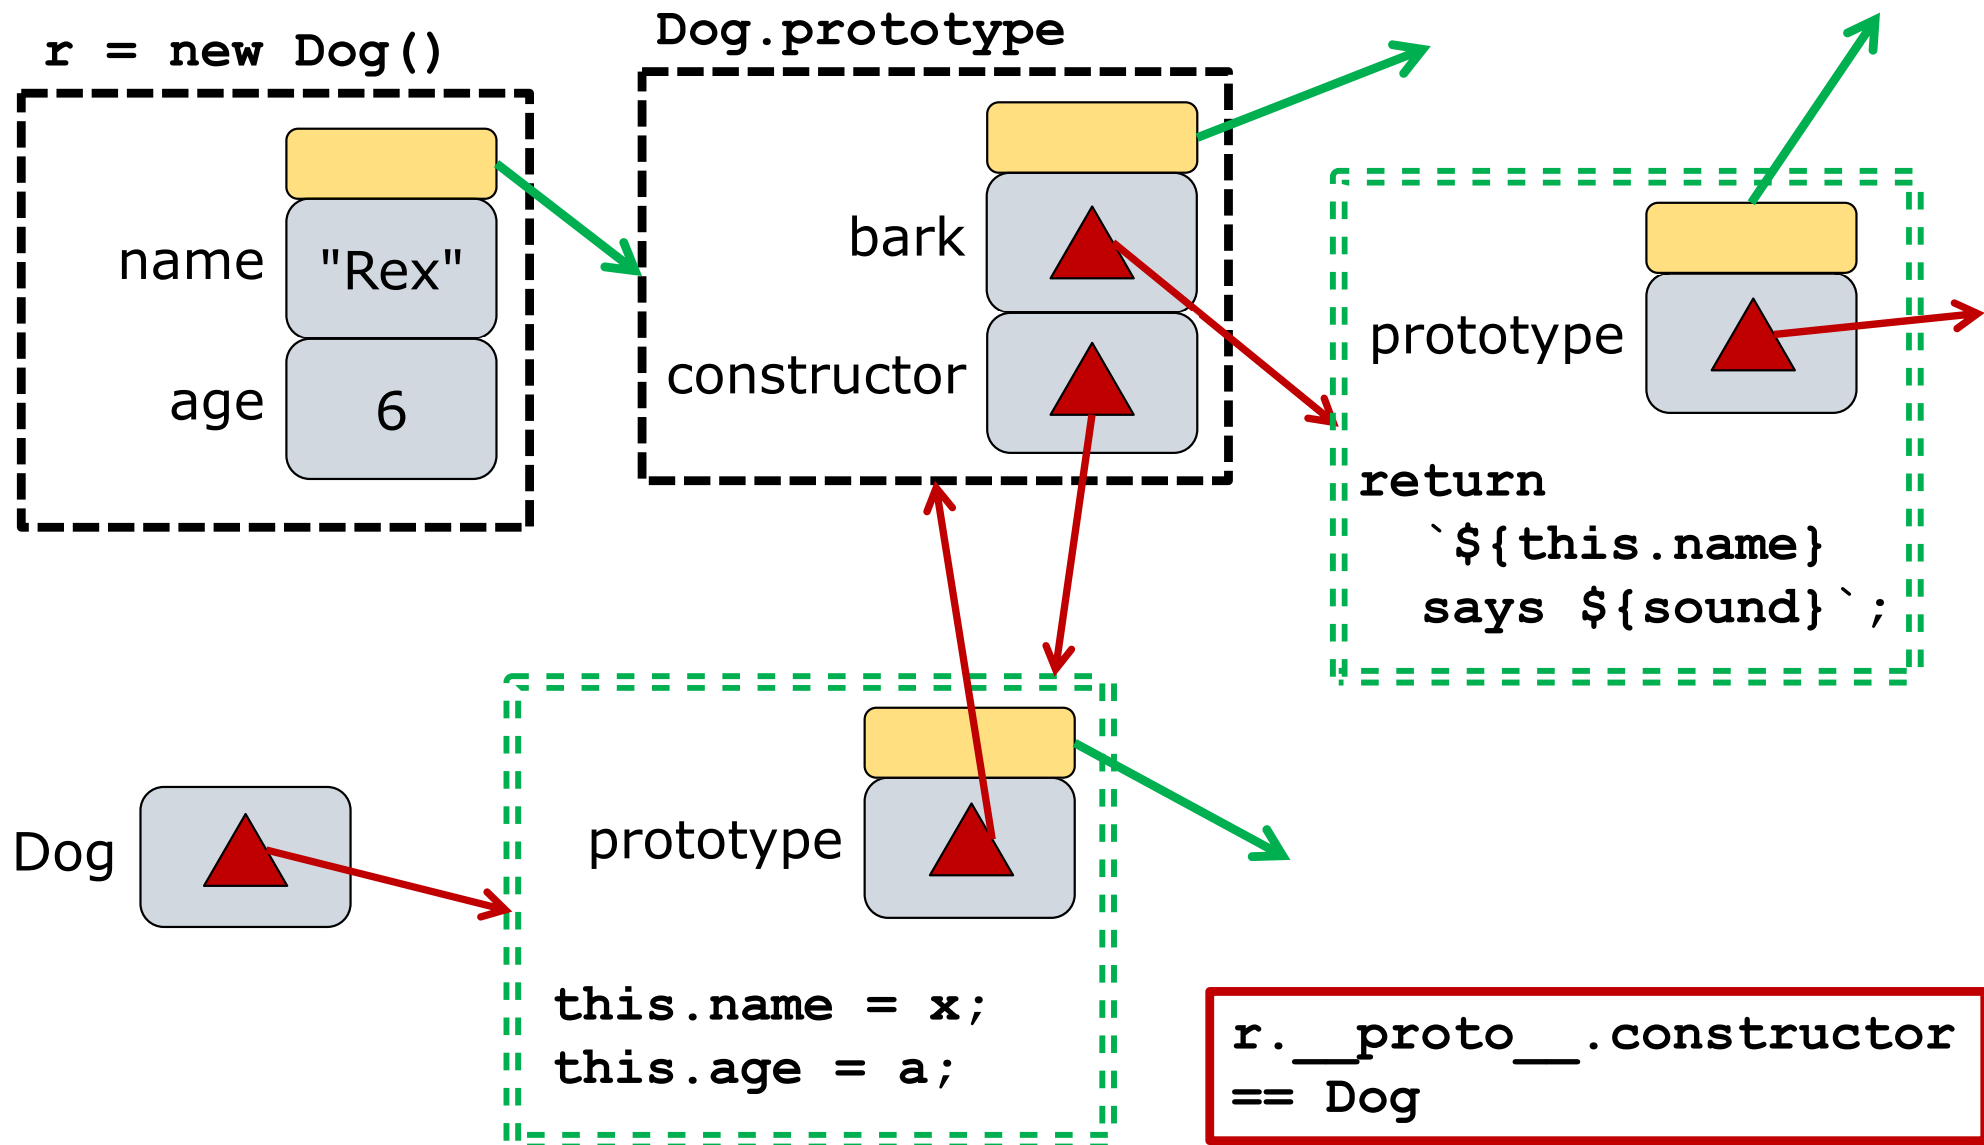 r = new Dog()
name
"Rex"
age
6
Dog.prototype
bark
constructor
prototype
return
`${this.name}
says ${sound}`;
Dog
prototype
this.name = x;
this.age = a;
r.__proto__.constructor
== Dog